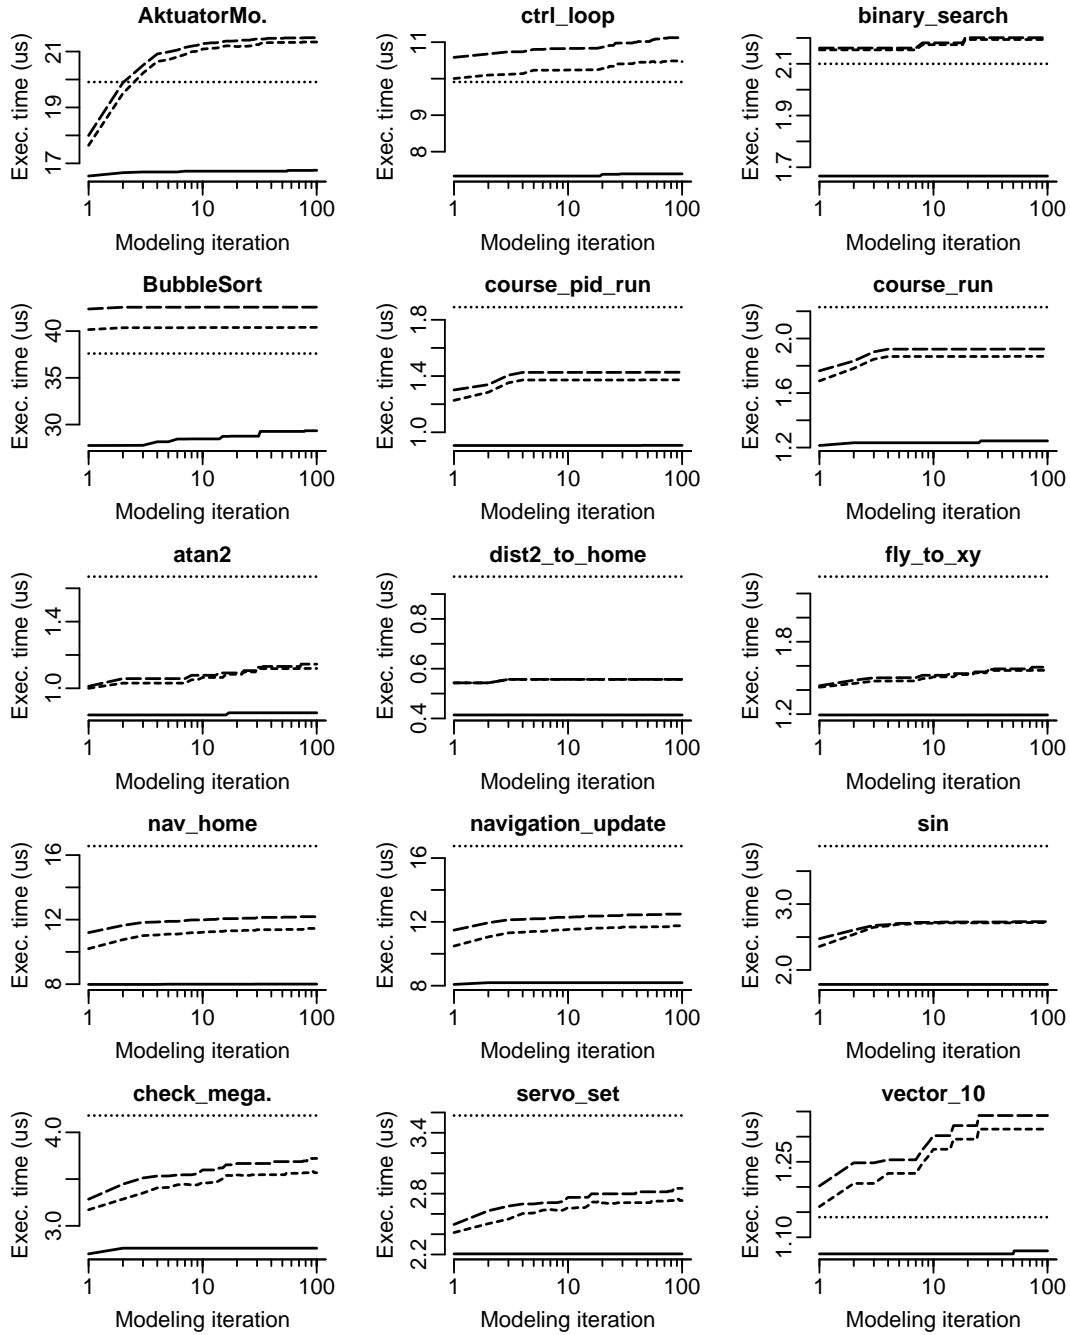 AktuatorMo. ctrl_loop binary_search
Exec. time (us) 17 19 21 Exec. time (us) 8 9 11 Exec. time (us) 1.7 1.9 2.1
1 10 100 1 10 100 1 10 100
Modeling iteration Modeling iteration Modeling iteration
BubbleSort course_pid_run course_run
Exec. time (us) 30 35 40 Exec. time (us) 1.0 1.4 1.8 Exec. time (us) 1.2 1.6 2.0
1 10 100 1 10 100 1 10 100
Modeling iteration Modeling iteration Modeling iteration
atan2 dist2_to_home fly_to_xy
Exec. time (us) 1.0 1.4 Exec. time (us) 0.4 0.6 0.8 Exec. time (us) 1.2 1.8
1 10 100 1 10 100 1 10 100
Modeling iteration Modeling iteration Modeling iteration
nav_home navigation_update sin
Exec. time (us) 8 12 16 Exec. time (us) 8 12 16 Exec. time (us) 2.0 3.0
1 10 100 1 10 100 1 10 100
Modeling iteration Modeling iteration Modeling iteration
check_mega. servo_set vector_10
Exec. time (us) 3.0 4.0 Exec. time (us) 2.2 2.8 3.4 Exec. time (us) 1.10 1.25
1 10 100 1 10 100 1 10 100
Modeling iteration Modeling iteration Modeling iteration